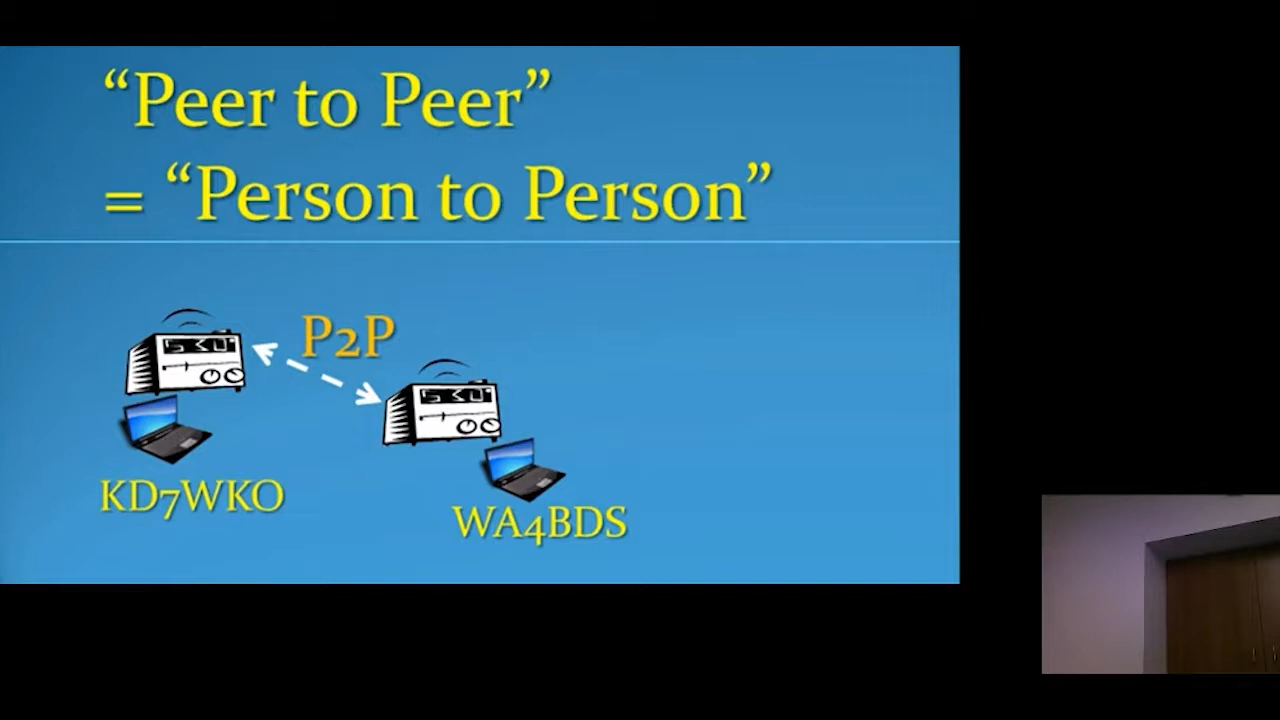 “Peer to Peer”
= “Person to Person”
P2P
KD7WKO
WA4BDS